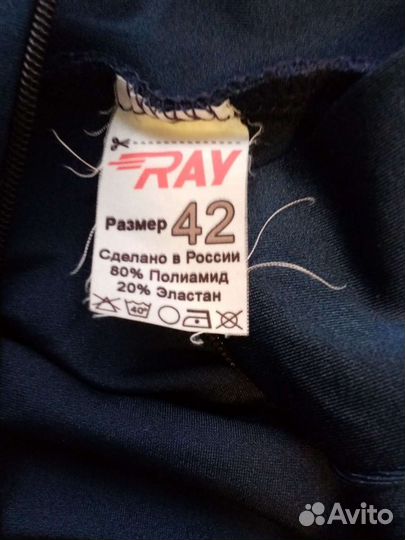 RAY
Размер 42
Сделано в России
80% Полиамид
20% Эластан
40°
Avito